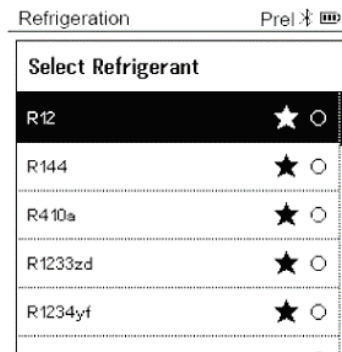 Refrigeration Prel
Select Refrigerant
R12
R144
R410a
R1233zd
R1234yf